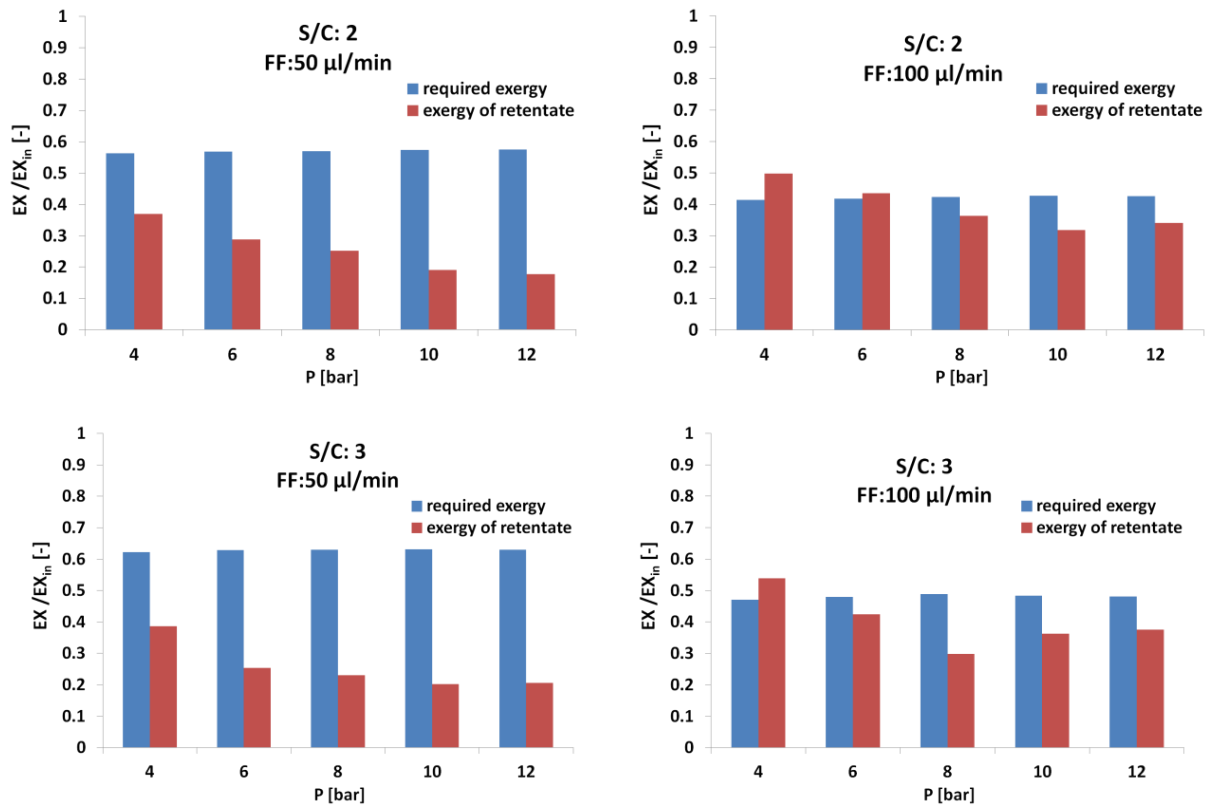 S/C: 2
FF:50 µl/min
required exergy
exergy of retentate
EX /EXin [-]
1
0.9
0.8
0.7
0.6
0.5
0.4
0.3
0.2
0.1
0
4 6 8 10 12
P [bar]
S/C: 2
FF:100 µl/min
required exergy
exergy of retentate
EX /EXin [-]
1
0.9
0.8
0.7
0.6
0.5
0.4
0.3
0.2
0.1
0
4 6 8 10 12
P [bar]
S/C: 3
FF:50 µl/min
required exergy
exergy of retentate
EX /EXin [-]
1
0.9
0.8
0.7
0.6
0.5
0.4
0.3
0.2
0.1
0
4 6 8 10 12
P [bar]
S/C: 3
FF:100 µl/min
required exergy
exergy of retentate
EX /EXin [-]
1
0.9
0.8
0.7
0.6
0.5
0.4
0.3
0.2
0.1
0
4 6 8 10 12
P [bar]